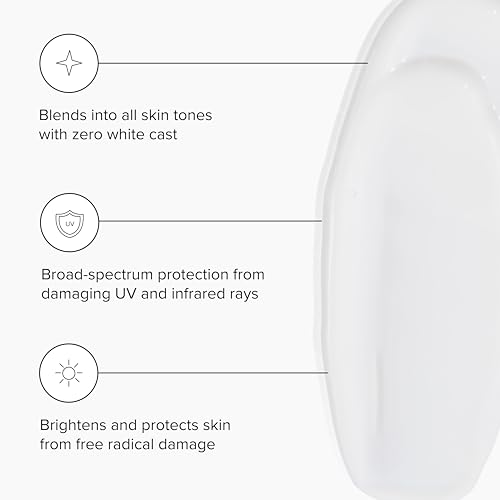 Blends into all skin tones
with zero white cast
UV
Broad-spectrum protection from
damaging UV and infrared rays
Brightens and protects skin
from free radical damage